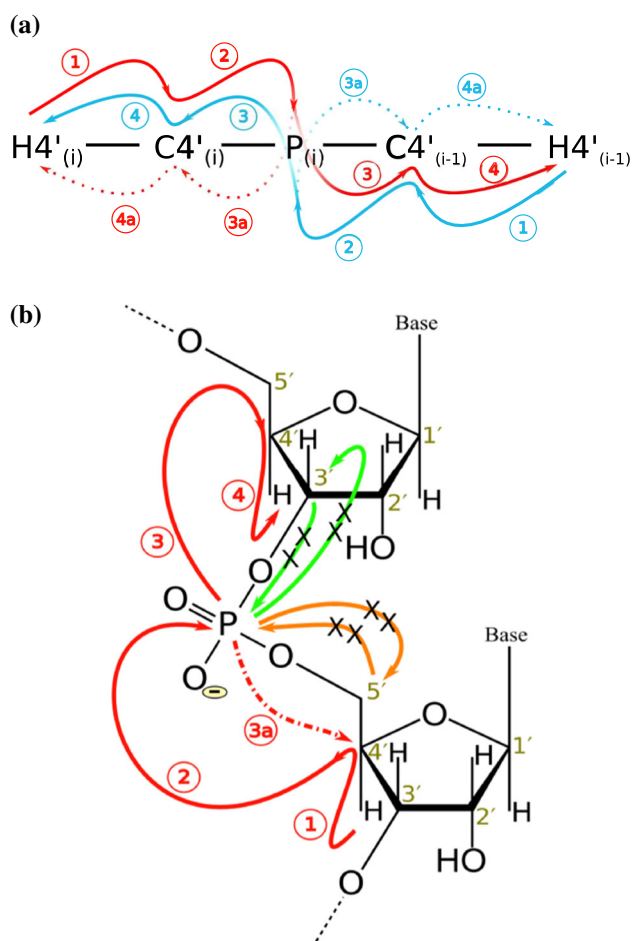 (a)
1 2 3a 4a
4 3
H4'(i) C4'(i) P(i) C4'(i-1) H4'(i-1)
3 4
4a 3a 2 1
(b)
Base
O
5′
O
4′ H H 1′
3′
4 H 2′ H
3 HO
X X
X X
O
O
P X X
X X
O O Base
− 5′
O
3a
4′ H H 1′
2 3′
H 2′ H
1
HO
O